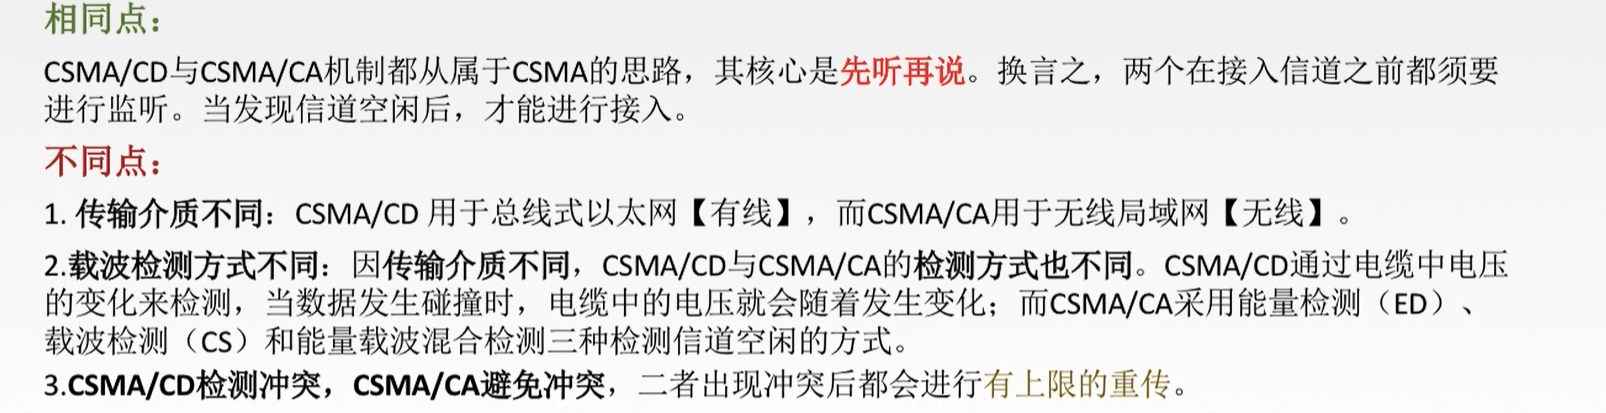 相同点：
CSMA/CD与CSMA/CA机制都从属于CSMA的思路，其核心是先听再说。换言之，两个在接入信道之前都须要
进行监听。当发现信道空闲后，才能进行接入。
不同点：
1. 传输介质不同：CSMA/CD 用于总线式以太网【有线】，而CSMA/CA用于无线局域网【无线】。
2.载波检测方式不同：因传输介质不同，CSMA/CD与CSMA/CA的检测方式也不同。CSMA/CD通过电缆中电压
的变化来检测，当数据发生碰撞时，电缆中的电压就会随着发生变化；而CSMA/CA采用能量检测（ED）、
载波检测（CS）和能量载波混合检测三种检测信道空闲的方式。
3.CSMA/CD检测冲突，CSMA/CA避免冲突，二者出现冲突后都会进行有上限的重传。